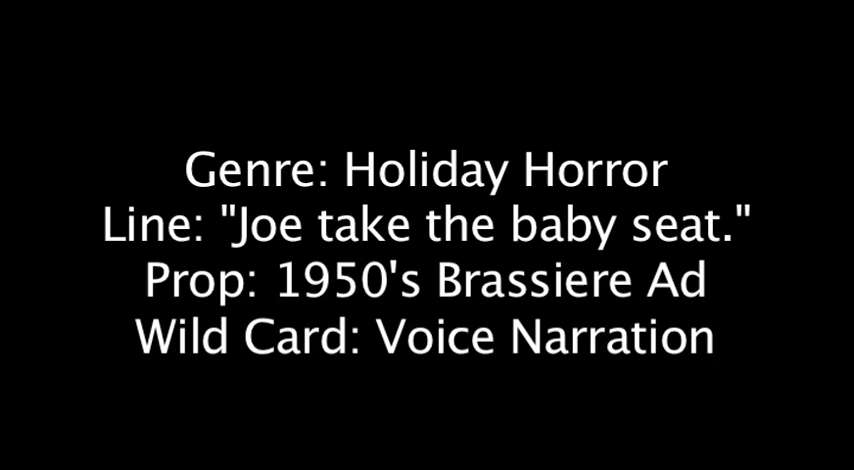 Genre: Holiday Horror
Line: "Joe take the baby seat."
Prop: 1950's Brassiere Ad
Wild Card: Voice Narration